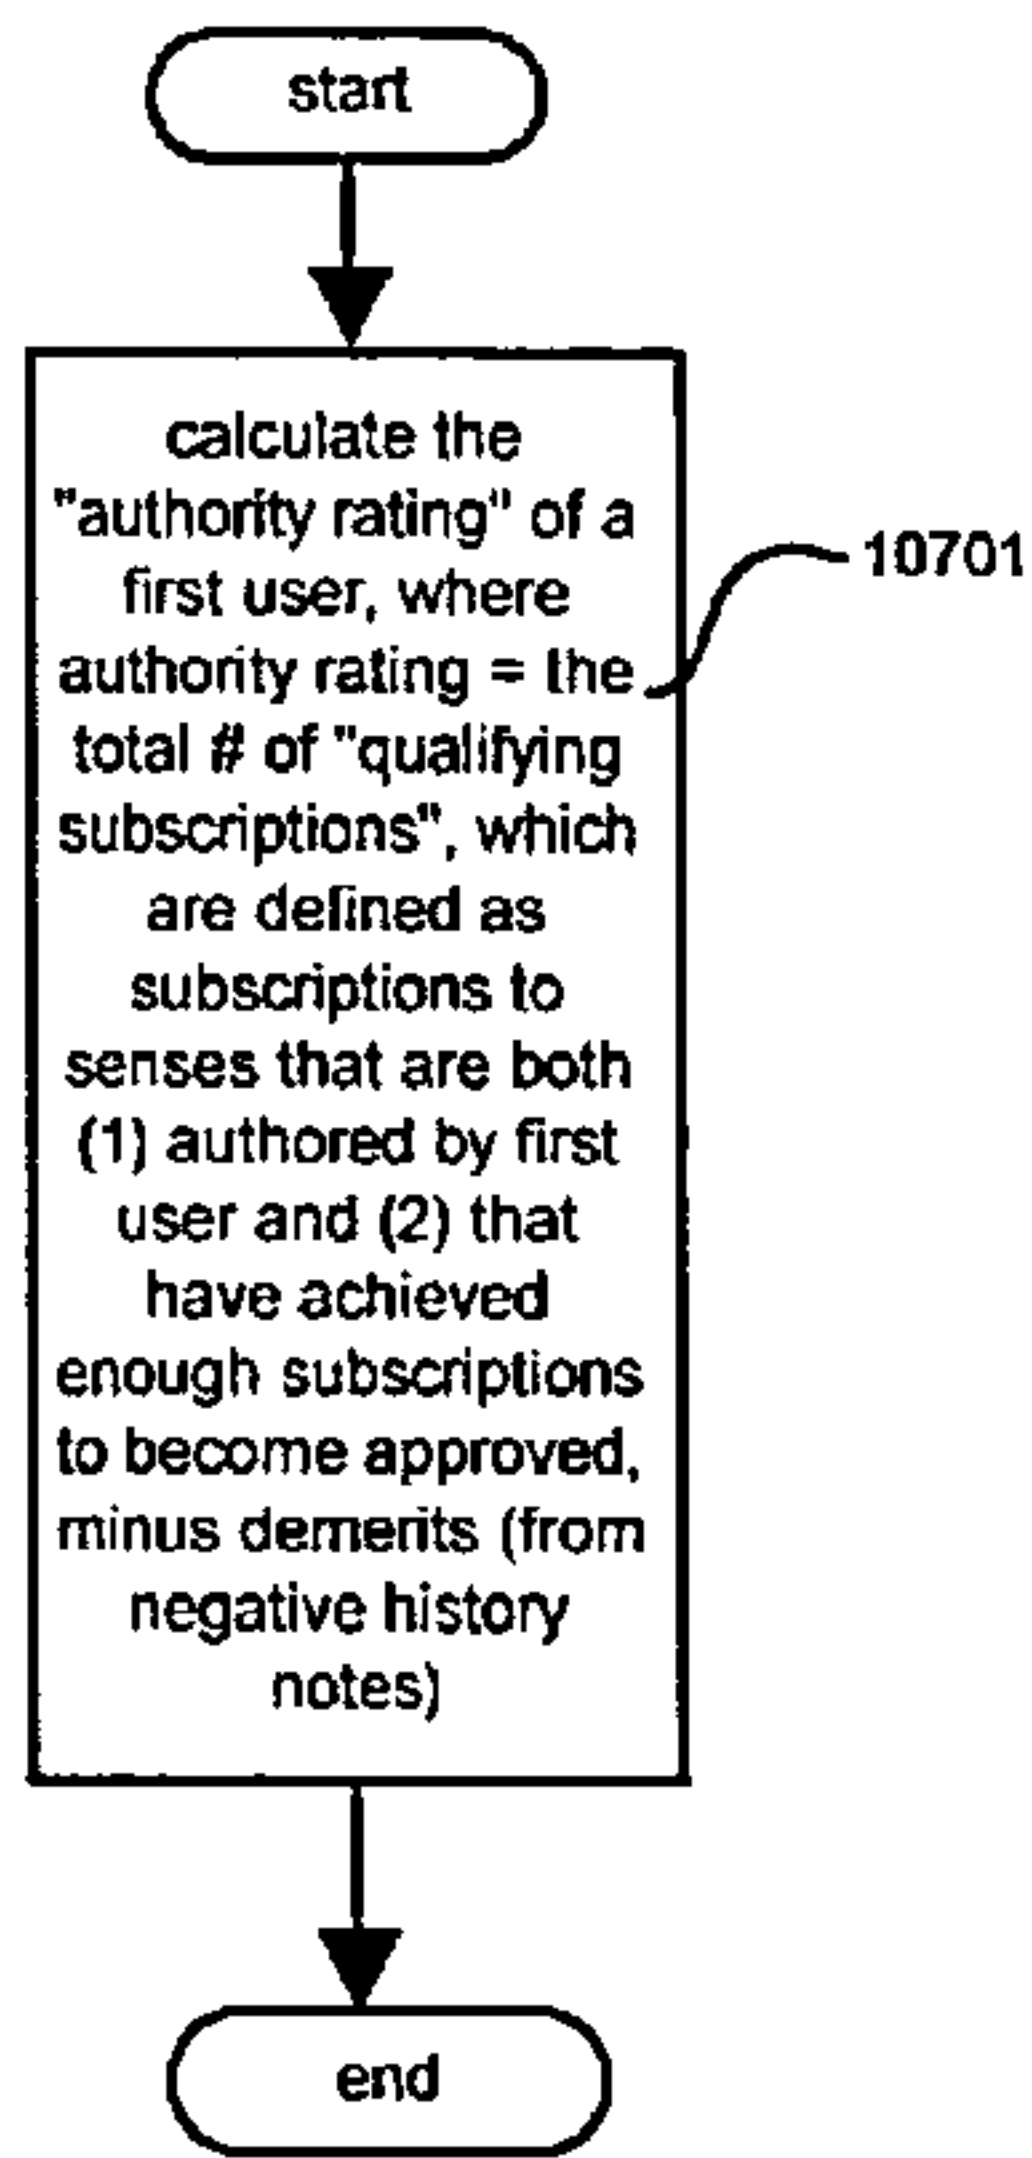 start
calculate the
"authority rating" of a
first user, where
authority rating = the
total # of "qualifying
subscriptions", which
are defined as
subscriptions to
senses that are both
(1) authored by first
user and (2) that
have achieved
enough subscriptions
to become approved,
minus demerits (from
negative history
notes)
10701
end